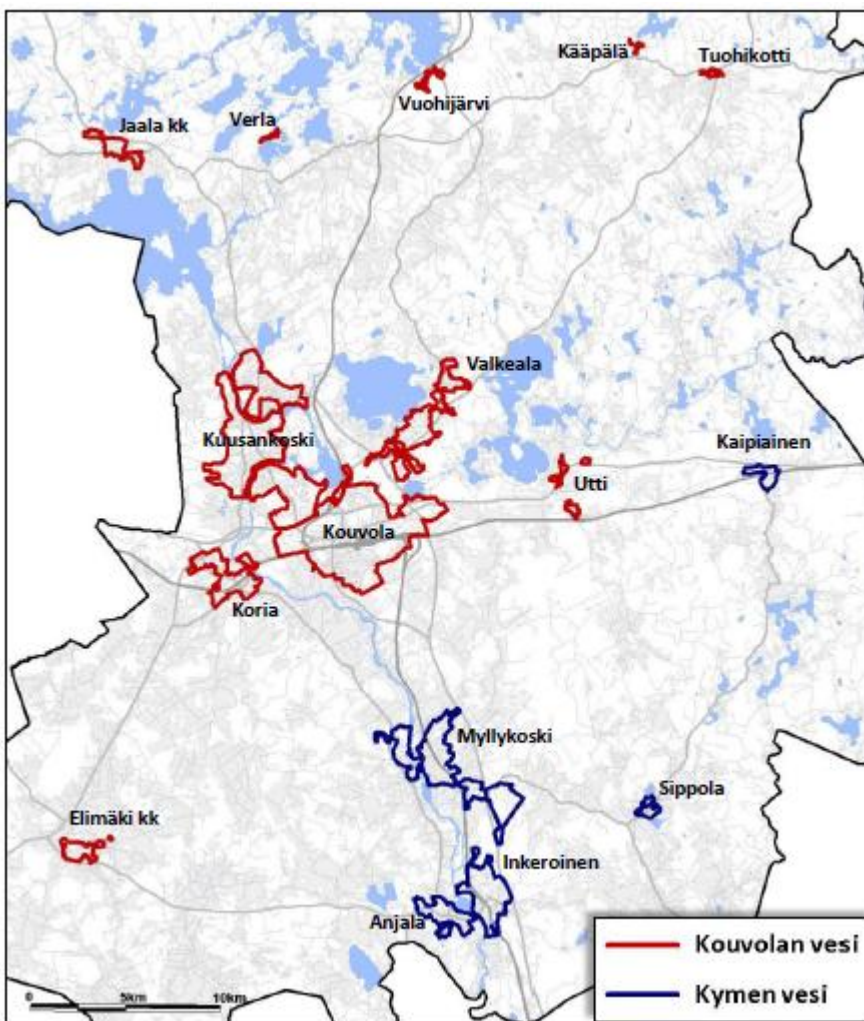 Kääpälä
Tuohikotti
Vuohijärvi
Verla
Jaala kk
Valkeala
Kuusankoski
Kaipiainen
Utti
Kouvola
Koria
Myllykoski
Sippola
Elimäki kk
Inkeroinen
Anjala
Kouvolan vesi
Kymen vesi
0 5km 10km